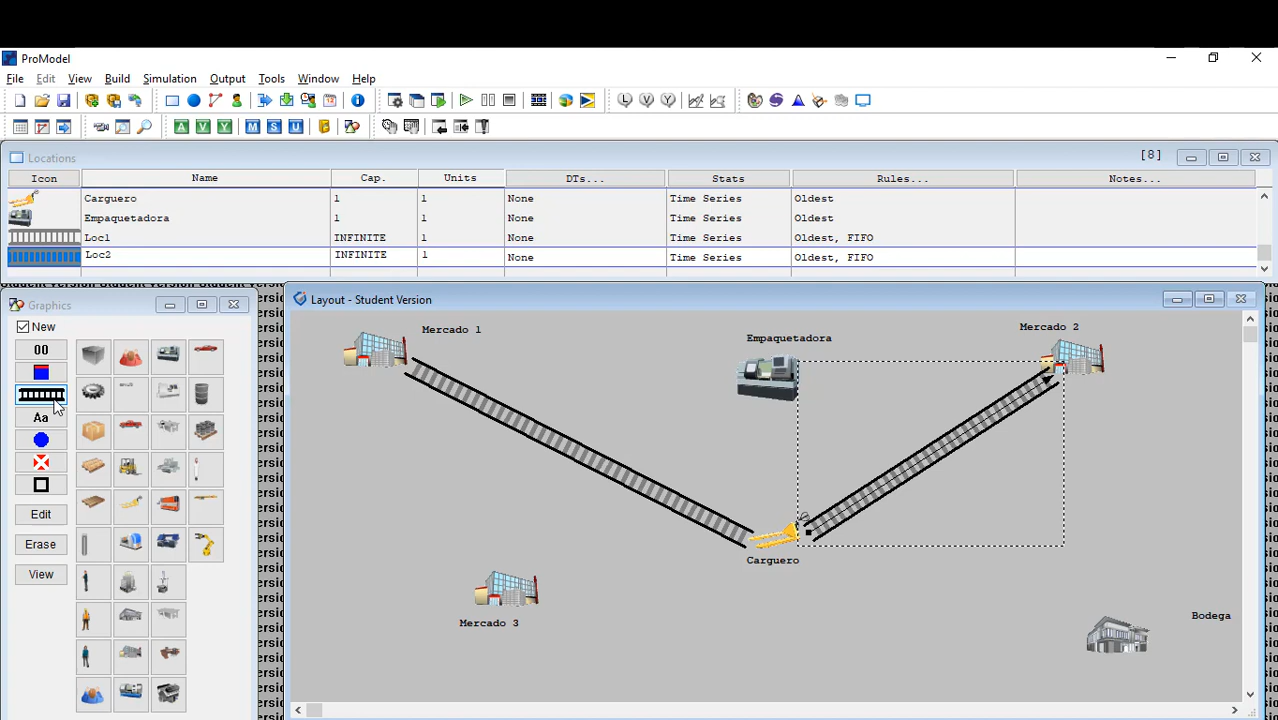 ProModel
File Edit View Build Simulation Output Tools Window Help
Locations [8]
Icon Name Cap. Units DTs... Stats Rules... Notes...
Carguero 1 1 None Time Series Oldest
Empaquetadora 1 1 None Time Series Oldest
Loc1 INFINITE 1 None Time Series Oldest, FIFO
Loc2 INFINITE 1 None Time Series Oldest, FIFO
Graphics
New
00
Aa
Edit
Erase
View
Layout - Student Version
Mercado 1
Empaquetadora
Mercado 2
Carguero
Mercado 3
Bodega